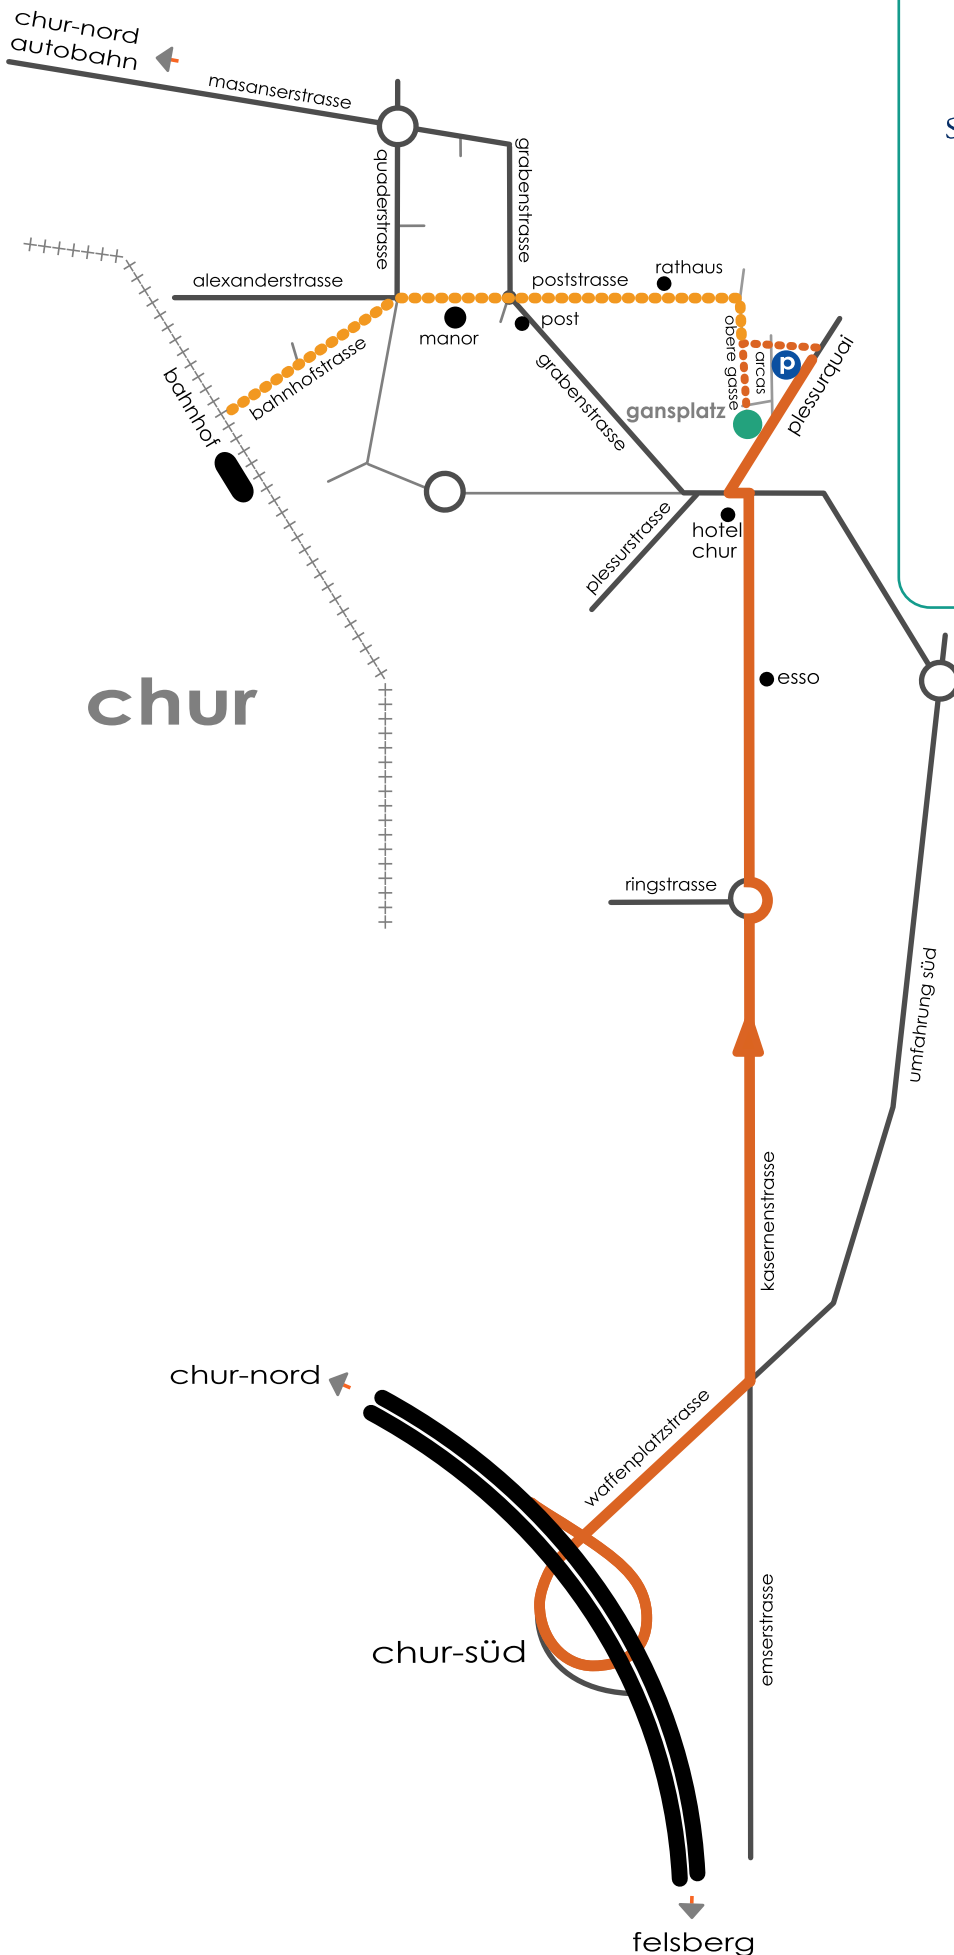 chur-nord
autobahn
masanserstrasse
quaderstrasse
grabenstrasse
alexanderstrasse
poststrasse
rathaus
manor
post
obere gasse
arcas
p
plessurquai
bahnhofstrasse
bahnhof
grabenstrasse
gansplatz
plessurstrasse
hotel
chur
esso
chur
ringstrasse
umfahrung süd
kasernenstrasse
chur-nord
waffenplatzstrasse
chur-süd
emserstrasse
felsberg